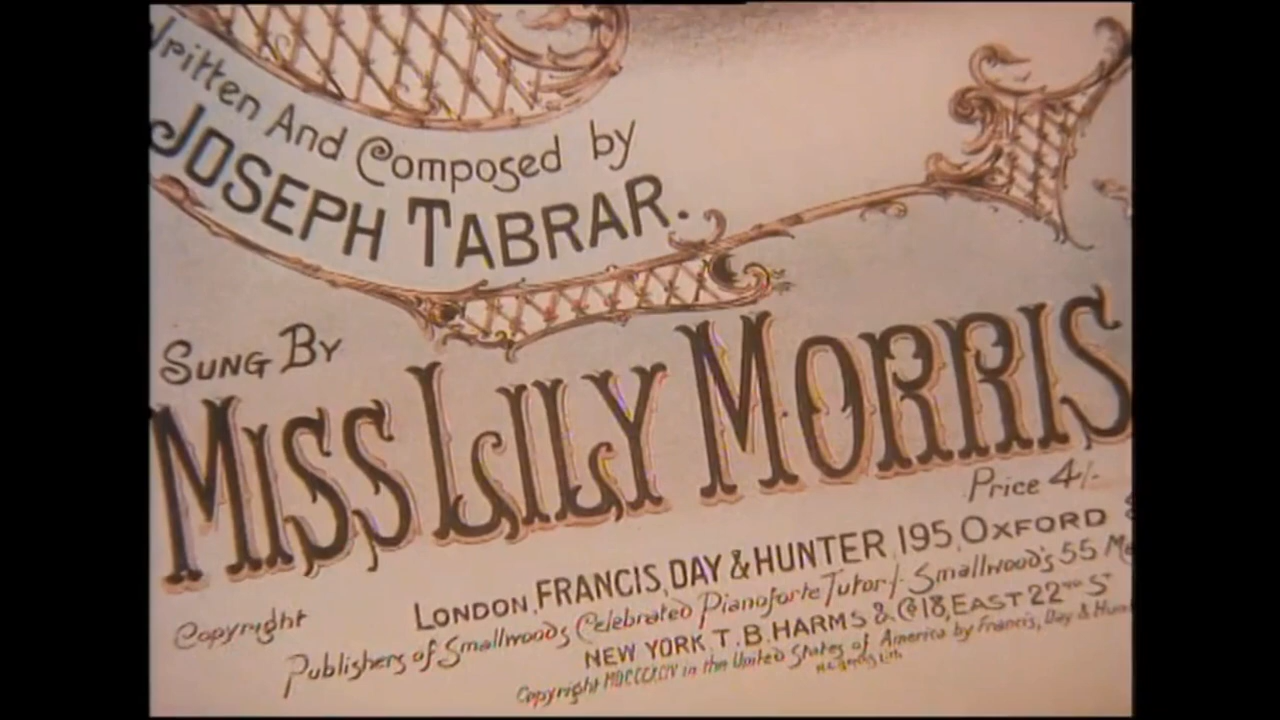 Written And Composed by
JOSEPH TABRAR.
SUNG BY
MISS LILY MORRIS
Price 4/-
LONDON, FRANCIS, DAY & HUNTER 195, OXFORD
Copyright
Publishers of Smallwood's Celebrated Pianoforte Tutor/- Smallwood's 55
NEW YORK T. B. HARMS & Co 18, EAST 22ND ST
Copyright MDCCCXCIV in the United States of America by Francis, Day &